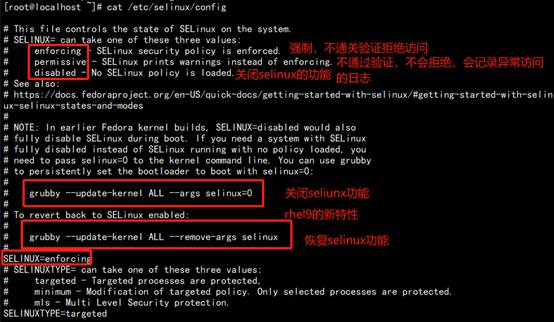 [root@localhost ~]# cat /etc/selinux/config
# This file controls the state of SELinux on the system.
# SELINUX= can take one of these three values:
#     enforcing - SELinux security policy is enforced. 强制，不通关验证拒绝访问
#     permissive - SELinux prints warnings instead of enforcing. 不通过验证，不会拒绝，会记录异常访问的日志
#     disabled - No SELinux policy is loaded. 关闭selinux的功能
# See also:
# https://docs.fedoraproject.org/en-US/quick-docs/getting-started-with-selinux/#getting-started-with-selin
ux-selinux-states-and-modes
#
# NOTE: In earlier Fedora kernel builds, SELINUX=disabled would also
# fully disable SELinux during boot. If you need a system with SELinux
# fully disabled instead of SELinux running with no policy loaded, you
# need to pass selinux=0 to the kernel command line. You can use grubby
# to persistently set the bootloader to boot with selinux=0:
#
#    grubby --update-kernel ALL --args selinux=0 关闭seliunx功能
#
# To revert back to SELinux enabled: rhel9的新特性
#
#    grubby --update-kernel ALL --remove-args selinux 恢复selinux功能
#
SELINUX=enforcing
# SELINUXTYPE= can take one of these three values:
#     targeted - Targeted processes are protected,
#     minimum - Modification of targeted policy. Only selected processes are protected.
#     mls - Multi Level Security protection.
SELINUXTYPE=targeted